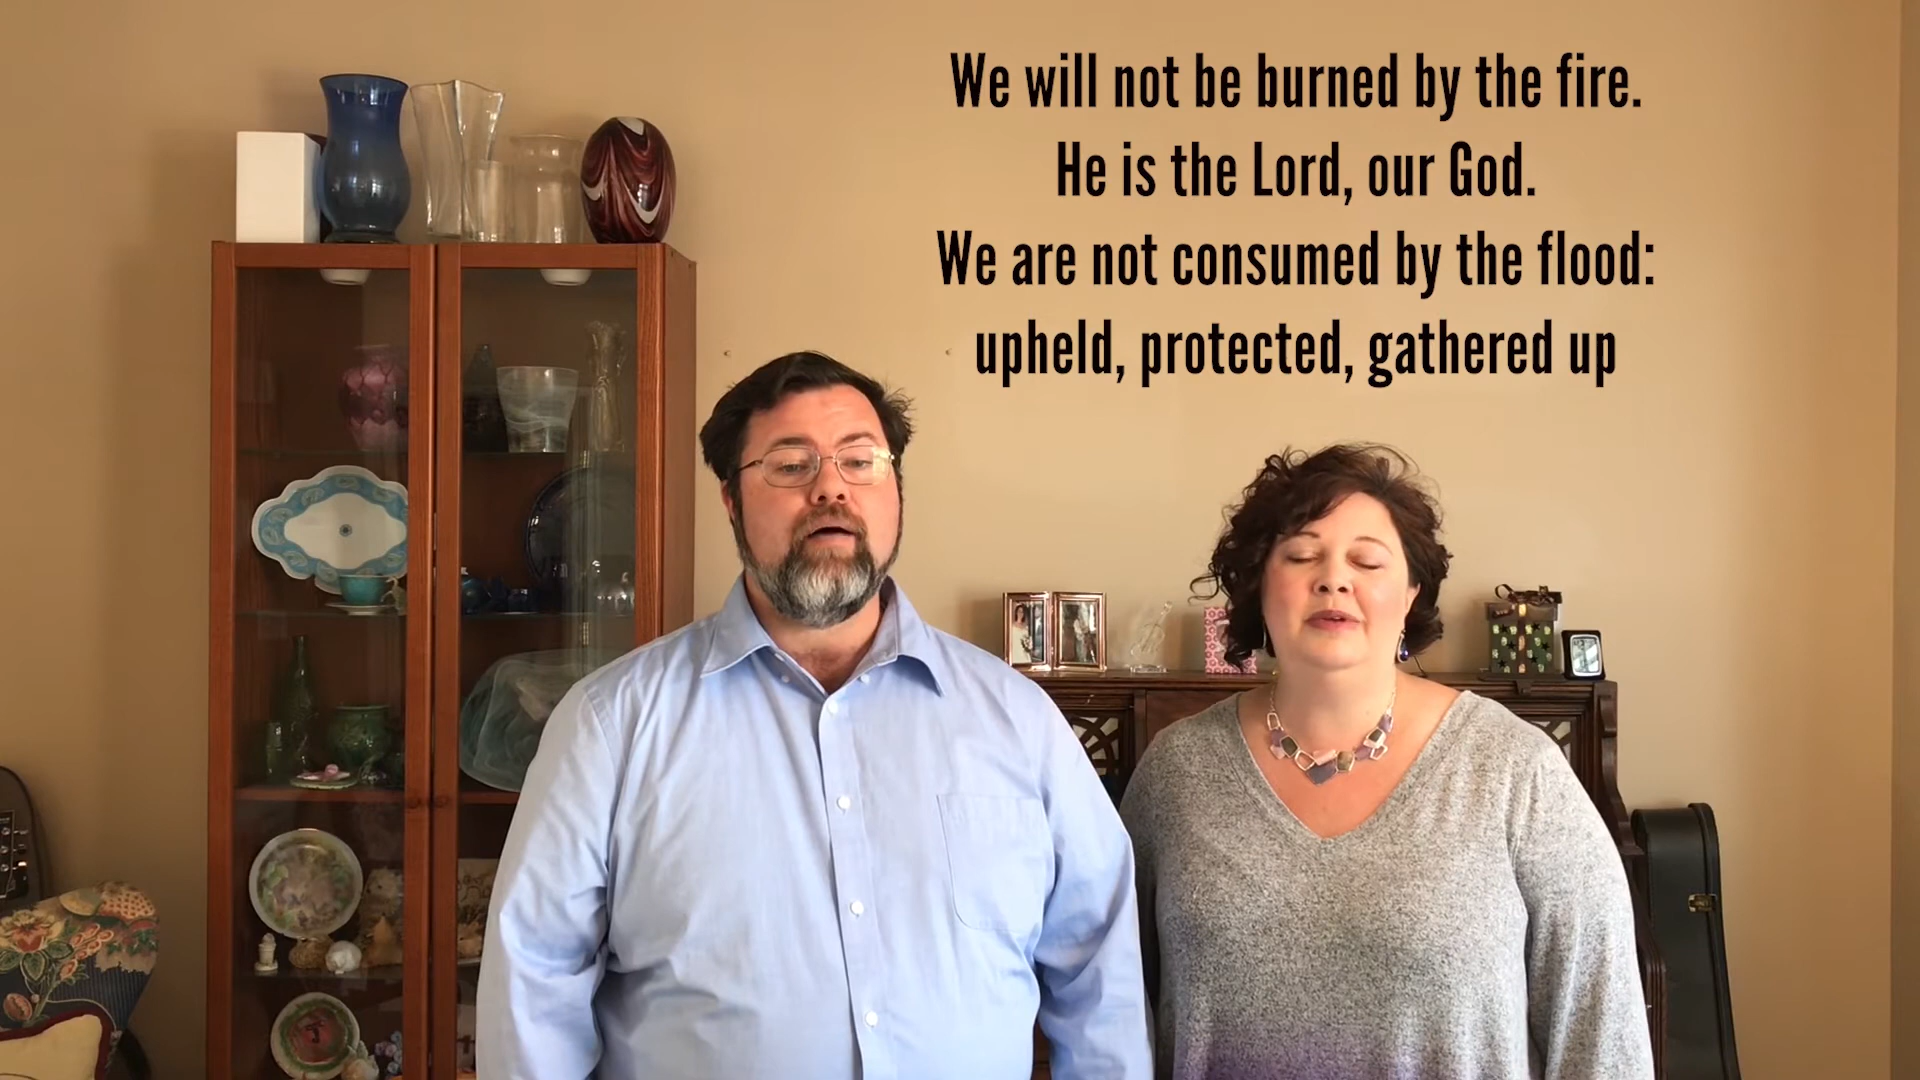 We will not be burned by the fire.
He is the Lord, our God.
We are not consumed by the flood:
upheld, protected, gathered up